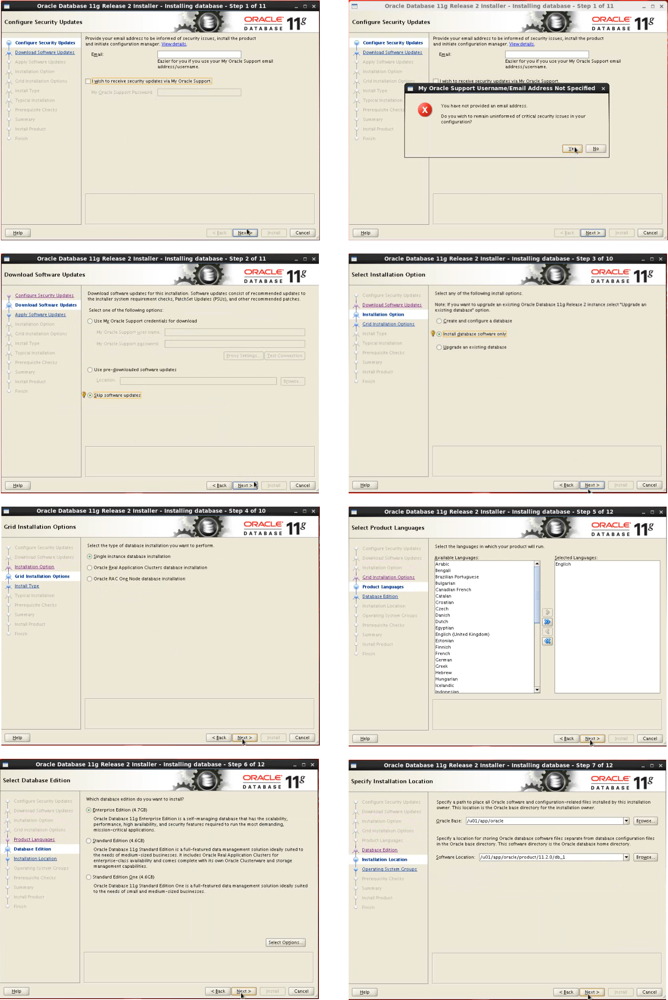 Oracle Database 11g Release 2 Installer - Installing database - Step 1 of 11
Configure Security Updates
ORACLE
DATABASE
11g
Configure Security Updates
Download Software Updates
Apply Software Updates
Installation Option
Grid Installation Options
Install Type
Typical Installation
Prerequisite Checks
Summary
Install Product
Finish
Provide your email address to be informed of security issues, install the product
and initiate configuration manager. View details.
Email:
Easier for you if you use your My Oracle Support email
address/username.
I wish to receive security updates via My Oracle Support.
My Oracle Support Password:
Help
< Back
Next >
Install
Cancel
Oracle Database 11g Release 2 Installer - Installing database - Step 1 of 11
Configure Security Updates
ORACLE
DATABASE
11g
Configure Security Updates
Download Software Updates
Apply Software Updates
Installation Option
Grid Installation Options
Install Type
Typical Installation
Prerequisite Checks
Summary
Install Product
Finish
Provide your email address to be informed of security issues, install the product
and initiate configuration manager. View details.
Email:
Easier for you if you use your My Oracle Support email
address/username.
I wish to receive security updates via My Oracle Support.
My Oracle Support Username/Email Address Not Specified
You have not provided an email address.
Do you wish to remain uninformed of critical security issues in your
configuration?
Yes
No
Help
< Back
Next >
Install
Cancel
Oracle Database 11g Release 2 Installer - Installing database - Step 2 of 11
Download Software Updates
ORACLE
DATABASE
11g
Configure Security Updates
Download Software Updates
Apply Software Updates
Installation Option
Grid Installation Options
Install Type
Typical Installation
Prerequisite Checks
Summary
Install Product
Finish
Download software updates for this installation. Software updates consist of recommended updates to
the installer system requirement checks, PatchSet Updates (PSUs), and other recommended patches.
Select one of the following options:
Use My Oracle Support credentials for download
My Oracle Support user name:
My Oracle Support password:
Proxy Settings...
Test Connection
Use pre-downloaded software updates
Location:
Browse...
Skip software updates
Help
< Back
Next >
Install
Cancel
Oracle Database 11g Release 2 Installer - Installing database - Step 3 of 10
Select Installation Option
ORACLE
DATABASE
11g
Configure Security Updates
Download Software Updates
Installation Option
Grid Installation Options
Install Type
Typical Installation
Prerequisite Checks
Summary
Install Product
Finish
Select any of the following install options.
Note: If you want to upgrade an existing Oracle Database 11g Release 2 instance select "Upgrade an
existing database" option.
Create and configure a database
Install database software only
Upgrade an existing database
Help
< Back
Next >
Install
Cancel
Oracle Database 11g Release 2 Installer - Installing database - Step 4 of 10
Grid Installation Options
ORACLE
DATABASE
11g
Configure Security Updates
Download Software Updates
Installation Option
Grid Installation Options
Install Type
Typical Installation
Prerequisite Checks
Summary
Install Product
Finish
Select the type of database installation you want to perform.
Single instance database installation
Oracle Real Application Clusters database installation
Oracle RAC One Node database installation
Help
< Back
Next >
Install
Cancel
Oracle Database 11g Release 2 Installer - Installing database - Step 5 of 12
Select Product Languages
ORACLE
DATABASE
11g
Configure Security Updates
Download Software Updates
Installation Option
Grid Installation Options
Product Languages
Database Edition
Installation Location
Operating System Groups
Prerequisite Checks
Summary
Install Product
Finish
Select the languages in which your product will run.
Available Languages:
Arabic
Bengali
Brazilian Portuguese
Bulgarian
Canadian French
Catalan
Croatian
Czech
Danish
Dutch
Egyptian
English (United Kingdom)
Estonian
Finnish
French
German
Greek
Hebrew
Hungarian
Icelandic
Indonesian
Selected Languages:
English
Help
< Back
Next >
Install
Cancel
Oracle Database 11g Release 2 Installer - Installing database - Step 6 of 12
Select Database Edition
ORACLE
DATABASE
11g
Configure Security Updates
Download Software Updates
Installation Option
Grid Installation Options
Product Languages
Database Edition
Installation Location
Operating System Groups
Prerequisite Checks
Summary
Install Product
Finish
Which database edition do you want to install?
Enterprise Edition (4.7GB)
Oracle Database 11g Enterprise Edition is a self-managing database that has the scalability,
performance, high availability, and security features required to run the most demanding,
mission-critical applications.
Standard Edition (4.6GB)
Oracle Database 11g Standard Edition is a full-featured data management solution ideally suited to
the needs of medium-sized businesses. It includes Oracle Real Application Clusters for
enterprise-class availability and comes complete with its own Oracle Clusterware and storage
management capabilities.
Standard Edition One (4.6GB)
Oracle Database 11g Standard Edition One is a full-featured data management solution ideally suited
to the needs of small and medium-sized businesses.
Select Options...
Help
< Back
Next >
Install
Cancel
Oracle Database 11g Release 2 Installer - Installing database - Step 7 of 12
Specify Installation Location
ORACLE
DATABASE
11g
Configure Security Updates
Download Software Updates
Installation Option
Grid Installation Options
Product Languages
Database Edition
Installation Location
Operating System Groups
Prerequisite Checks
Summary
Install Product
Finish
Specify a path to place all Oracle software and configuration-related files installed by this installation
owner. This location is the Oracle base directory for the installation owner.
Oracle Base: /u01/app/oracle
Browse...
Specify a location for storing Oracle database software files separate from database configuration files
in the Oracle base directory. This software directory is the Oracle database home directory.
Software Location: /u01/app/oracle/product/11.2.0/db_1
Browse...
Help
< Back
Next >
Install
Cancel